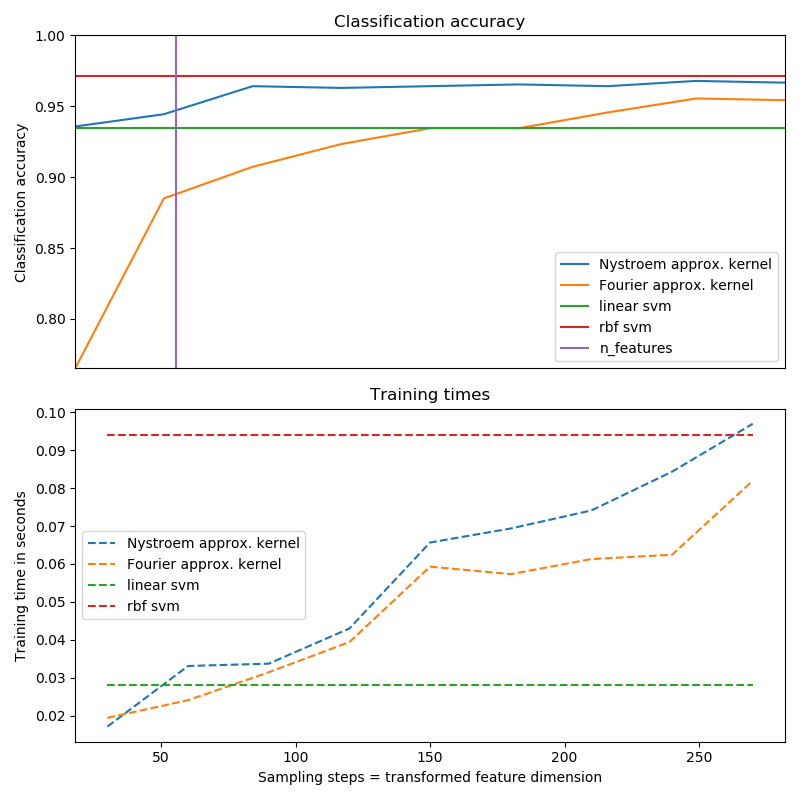 Classification accuracy
1.00
0.95
0.90
0.85
0.80
Classification accuracy
Nystroem approx. kernel
Fourier approx. kernel
linear svm
rbf svm
n_features
Training times
0.10
0.09
0.08
0.07
0.06
0.05
0.04
0.03
0.02
Training time in seconds
Nystroem approx. kernel
Fourier approx. kernel
linear svm
rbf svm
50 100 150 200 250
Sampling steps = transformed feature dimension